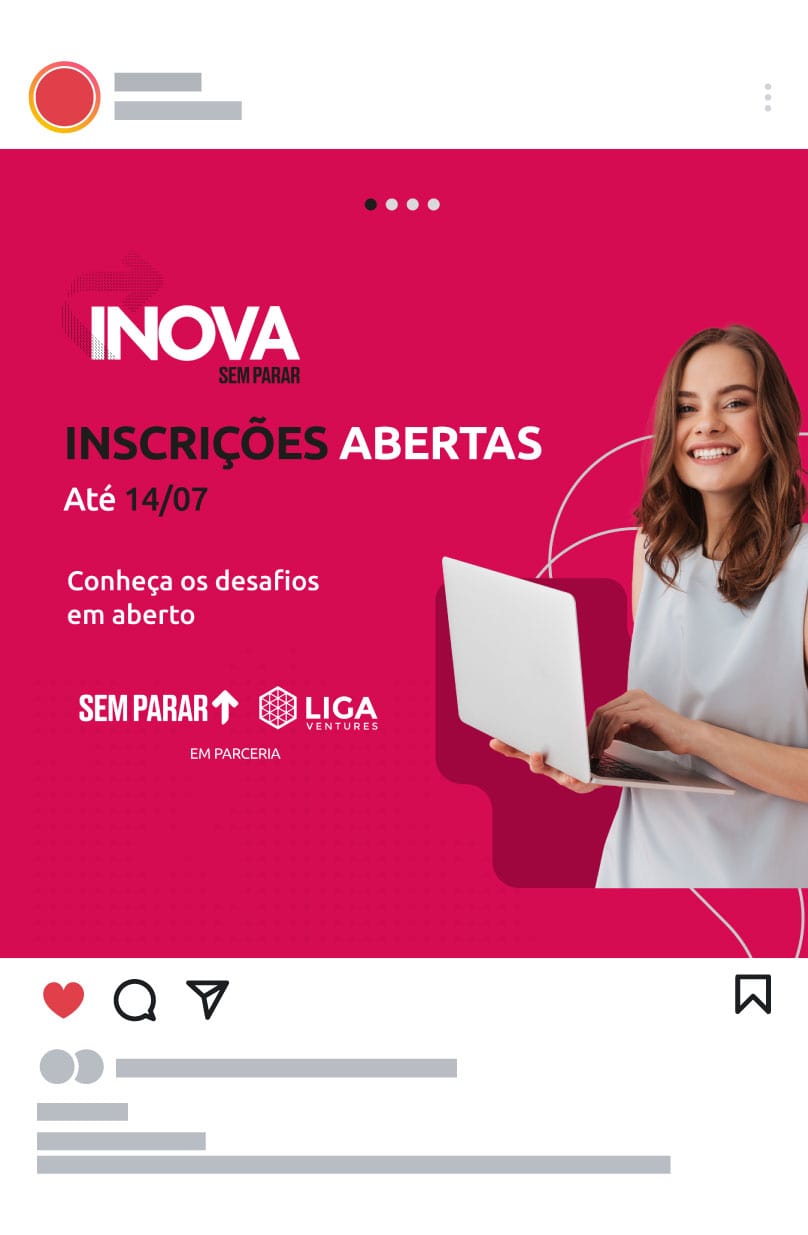 INOVA
SEM PARAR
INSCRIÇÕES ABERTAS
Até 14/07
Conheça os desafios
em aberto
SEM PARAR LIGA
VENTURES
EM PARCERIA